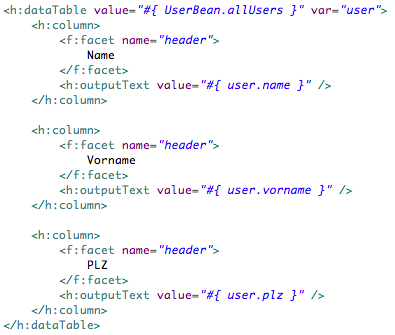 <h:dataTable value="#{ UserBean.allUsers }" var="user">
    <h:column>
        <f:facet name="header">
            Name
        </f:facet>
        <h:outputText value="#{ user.name }" />
    </h:column>

    <h:column>
        <f:facet name="header">
            Vorname
        </f:facet>
        <h:outputText value="#{ user.vorname }" />
    </h:column>

    <h:column>
        <f:facet name="header">
            PLZ
        </f:facet>
        <h:outputText value="#{ user.plz }" />
    </h:column>
</h:dataTable>